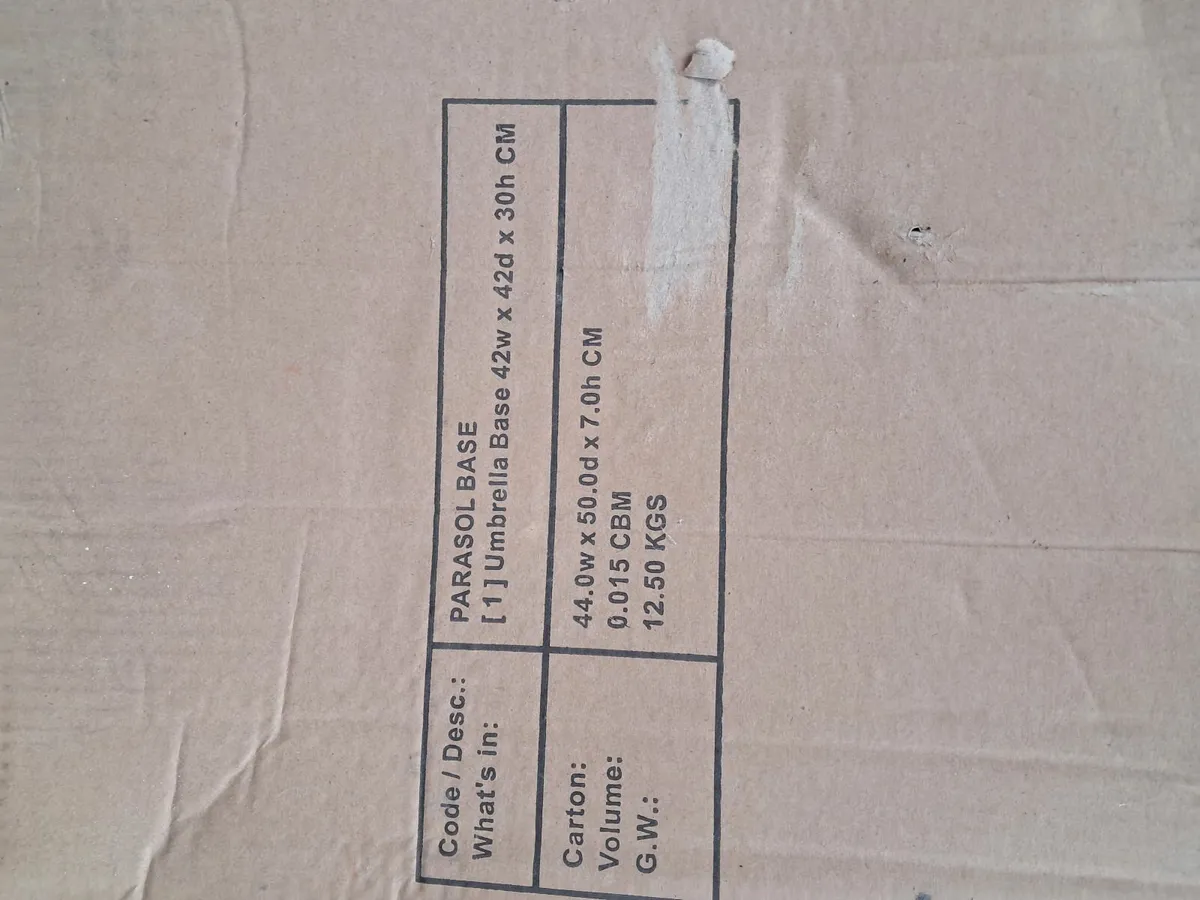 Code / Desc.: PARASOL BASE
What's in: [ 1 ] Umbrella Base 42w x 42d x 30h CM
Carton: 44.0w x 50.0d x 7.0h CM
Volume: 0.015 CBM
G.W.: 12.50 KGS